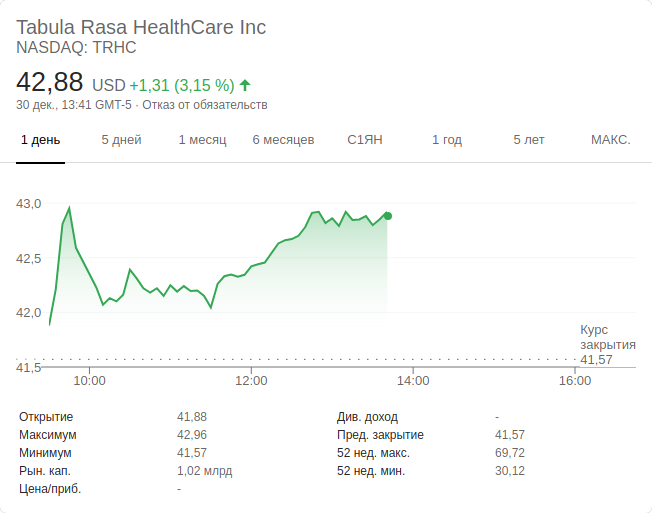 Tabula Rasa HealthCare Inc
NASDAQ: TRHC
42,88 USD +1,31 (3,15 %)
30 дек., 13:41 GMT-5 · Отказ от обязательств
1 день 5 дней 1 месяц 6 месяцев С1ЯН 1 год 5 лет МАКС.
43,0
42,5
42,0
Курс
закрытия
41,57
41,5
10:00 12:00 14:00 16:00
Открытие 41,88 Див. доход -
Максимум 42,96 Пред. закрытие 41,57
Минимум 41,57 52 нед. макс. 69,72
Рын. кап. 1,02 млрд 52 нед. мин. 30,12
Цена/приб. -